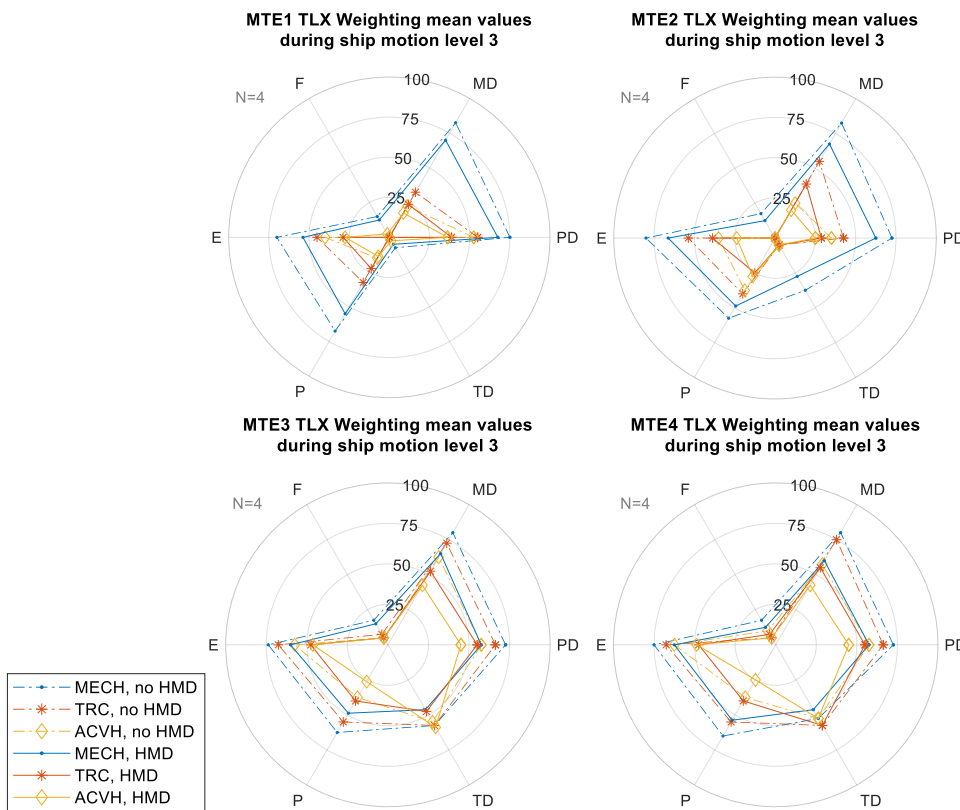 MTE1 TLX Weighting mean values
during ship motion level 3
N=4
F
100
MD
75
50
25
E
PD
P
TD
MTE2 TLX Weighting mean values
during ship motion level 3
N=4
F
100
MD
75
50
25
E
PD
P
TD
MTE3 TLX Weighting mean values
during ship motion level 3
N=4
F
100
MD
75
50
25
E
PD
P
TD
MTE4 TLX Weighting mean values
during ship motion level 3
N=4
F
100
MD
75
50
25
E
PD
P
TD
MECH, no HMD
TRC, no HMD
ACVH, no HMD
MECH, HMD
TRC, HMD
ACVH, HMD